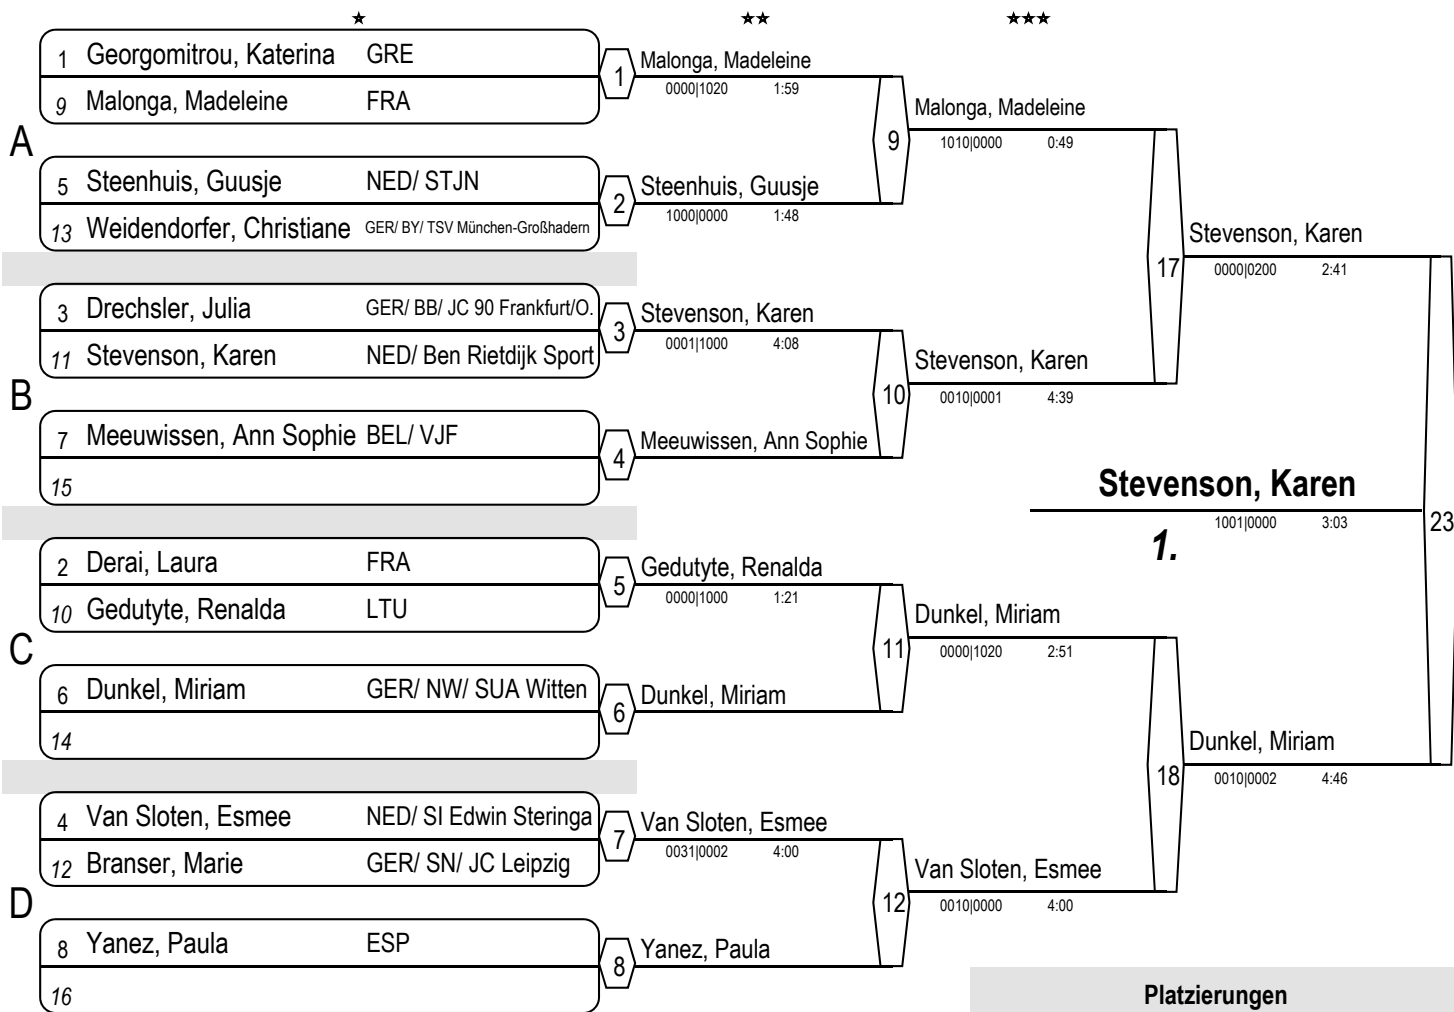 ★ ★★ ★★★
1 Georgomitrou, Katerina GRE
9 Malonga, Madeleine FRA
1
Malonga, Madeleine
0000|1020 1:59
A
5 Steenhuis, Guusje NED/ STJN
13 Weidendorfer, Christiane GER/ BY/ TSV München-Großhadern
2
Steenhuis, Guusje
1000|0000 1:48
9
Malonga, Madeleine
1010|0000 0:49
3 Drechsler, Julia GER/ BB/ JC 90 Frankfurt/O.
11 Stevenson, Karen NED/ Ben Rietdijk Sport
3
Stevenson, Karen
0001|1000 4:08
B
7 Meeuwissen, Ann Sophie BEL/ VJF
15
4
Meeuwissen, Ann Sophie
10
Stevenson, Karen
0010|0001 4:39
17
Stevenson, Karen
0000|0200 2:41
2 Derai, Laura FRA
10 Gedutyte, Renalda LTU
5
Gedutyte, Renalda
0000|1000 1:21
C
6 Dunkel, Miriam GER/ NW/ SUA Witten
14
6
Dunkel, Miriam
11
Dunkel, Miriam
0000|1020 2:51
4 Van Sloten, Esmee NED/ SI Edwin Steringa
12 Branser, Marie GER/ SN/ JC Leipzig
7
Van Sloten, Esmee
0031|0002 4:00
D
8 Yanez, Paula ESP
16
8
Yanez, Paula
12
Van Sloten, Esmee
0010|0000 4:00
18
Dunkel, Miriam
0010|0002 4:46
23
Stevenson, Karen
1001|0000 3:03
1.
Platzierungen